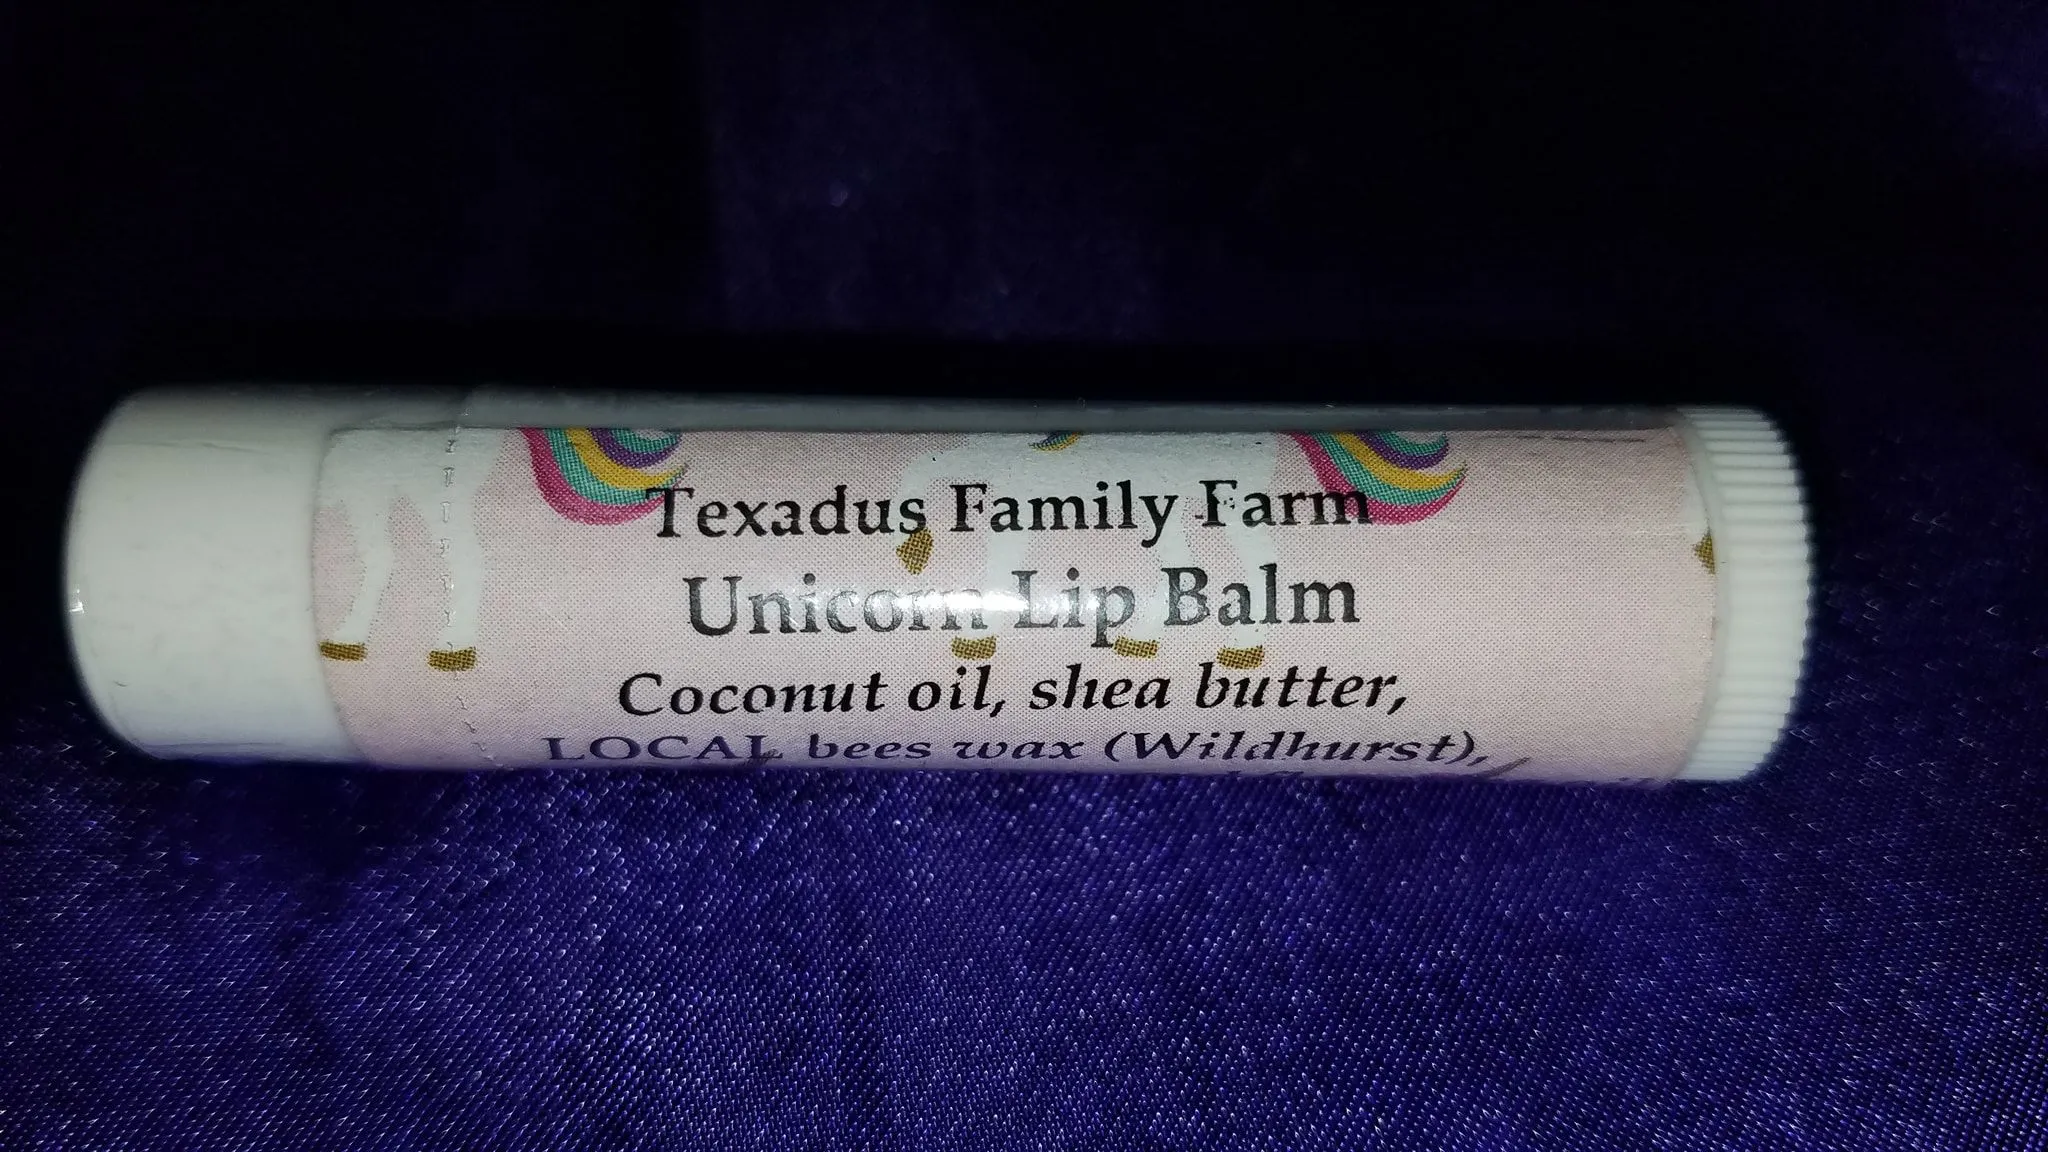 Texadus Family Farm
Unicorn Lip Balm
Coconut oil, shea butter,
LOCAL bees wax (Wildhurst),